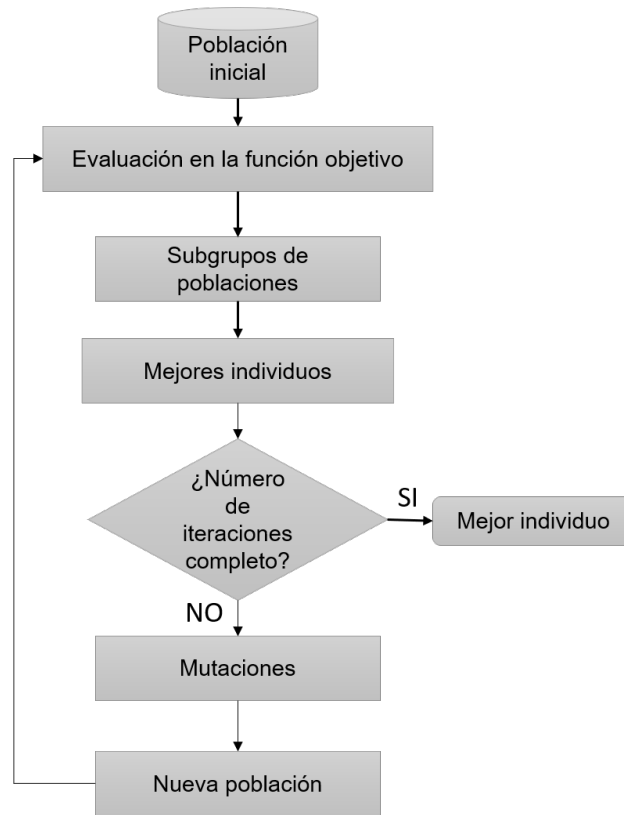 Población
inicial
Evaluación en la función objetivo
Subgrupos de
poblaciones
Mejores individuos
¿Número
de
iteraciones
completo?
SI
Mejor individuo
NO
Mutaciones
Nueva población